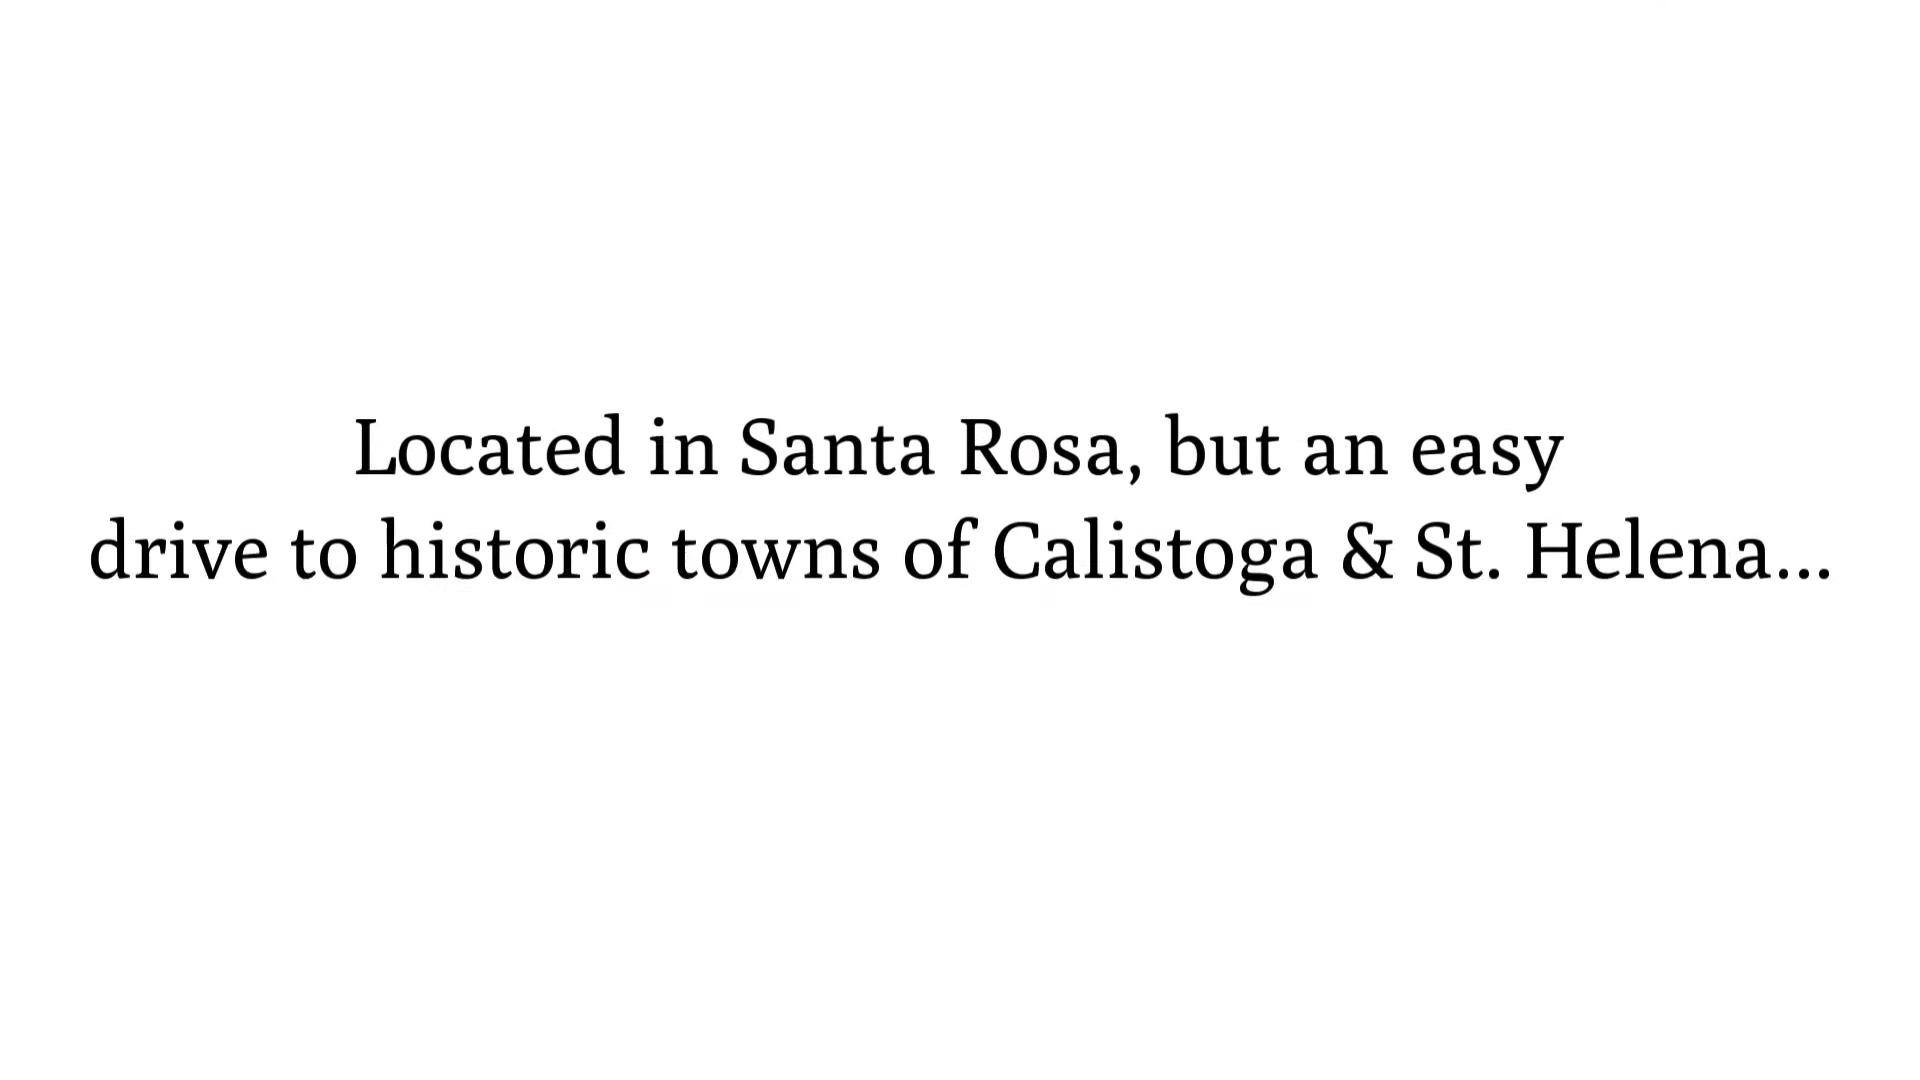 Located in Santa Rosa, but an easy
drive to historic towns of Calistoga & St. Helena...